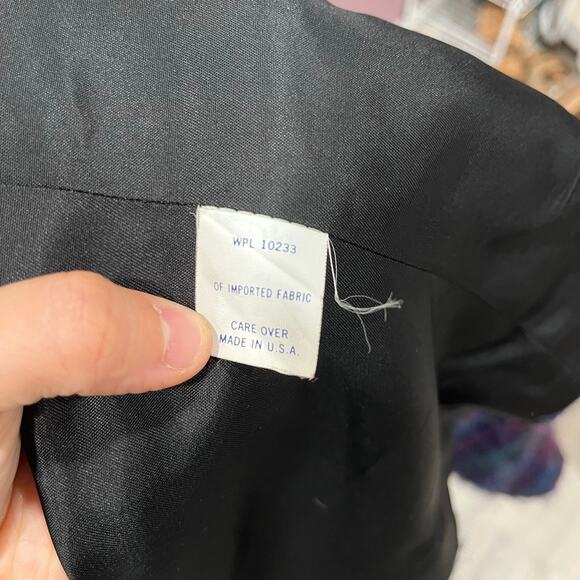 WPL 10233
OF IMPORTED FABRIC
CARE OVER
MADE IN U.S.A.